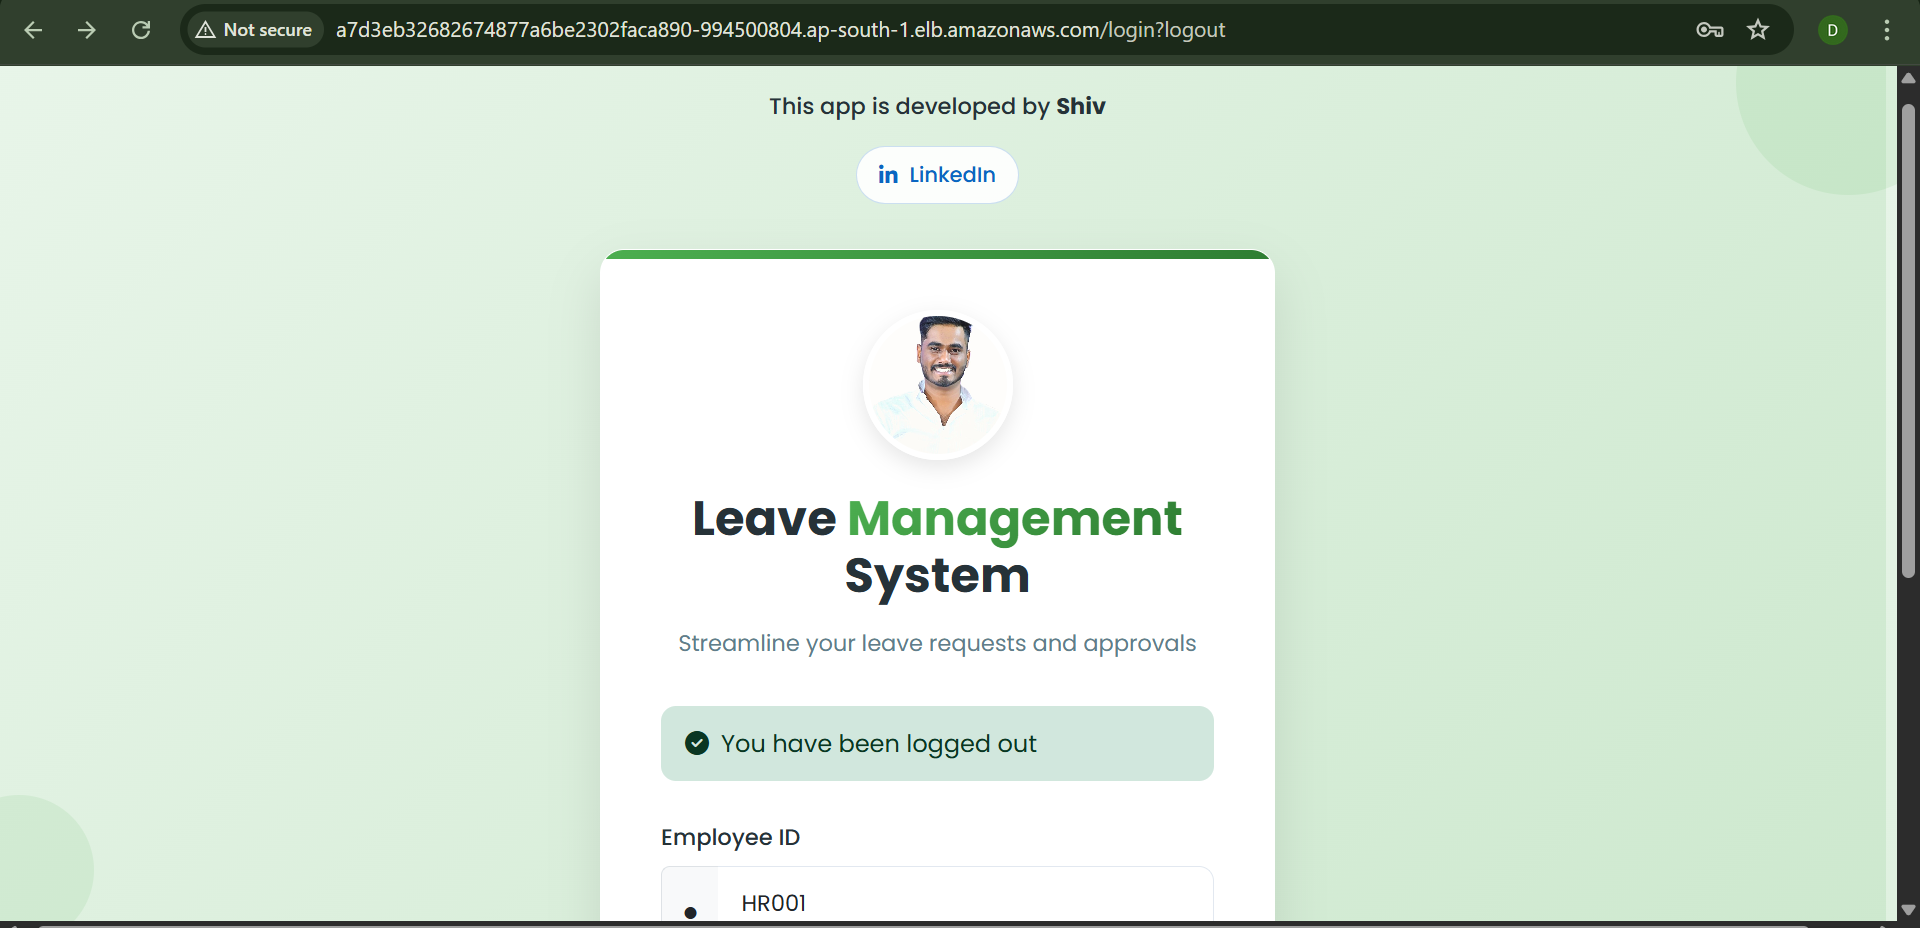 Not secure a7d3eb32682674877a6be2302faca890-994500804.ap-south-1.elb.amazonaws.com/login?logout
D
This app is developed by Shiv
in LinkedIn
Leave Management
System
Streamline your leave requests and approvals
You have been logged out
Employee ID
HR001